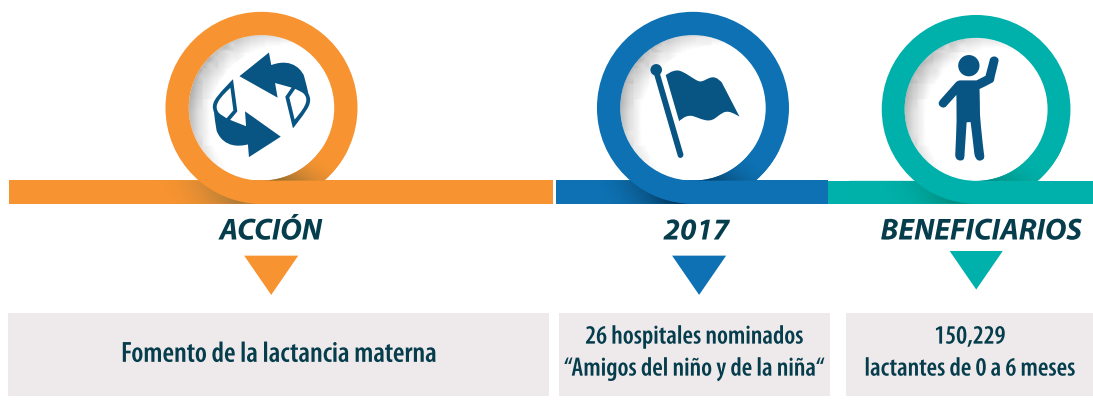 ACCIÓN
2017
BENEFICIARIOS
Fomento de la lactancia materna
26 hospitales nominados
“Amigos del niño y de la niña“
150,229
lactantes de 0 a 6 meses